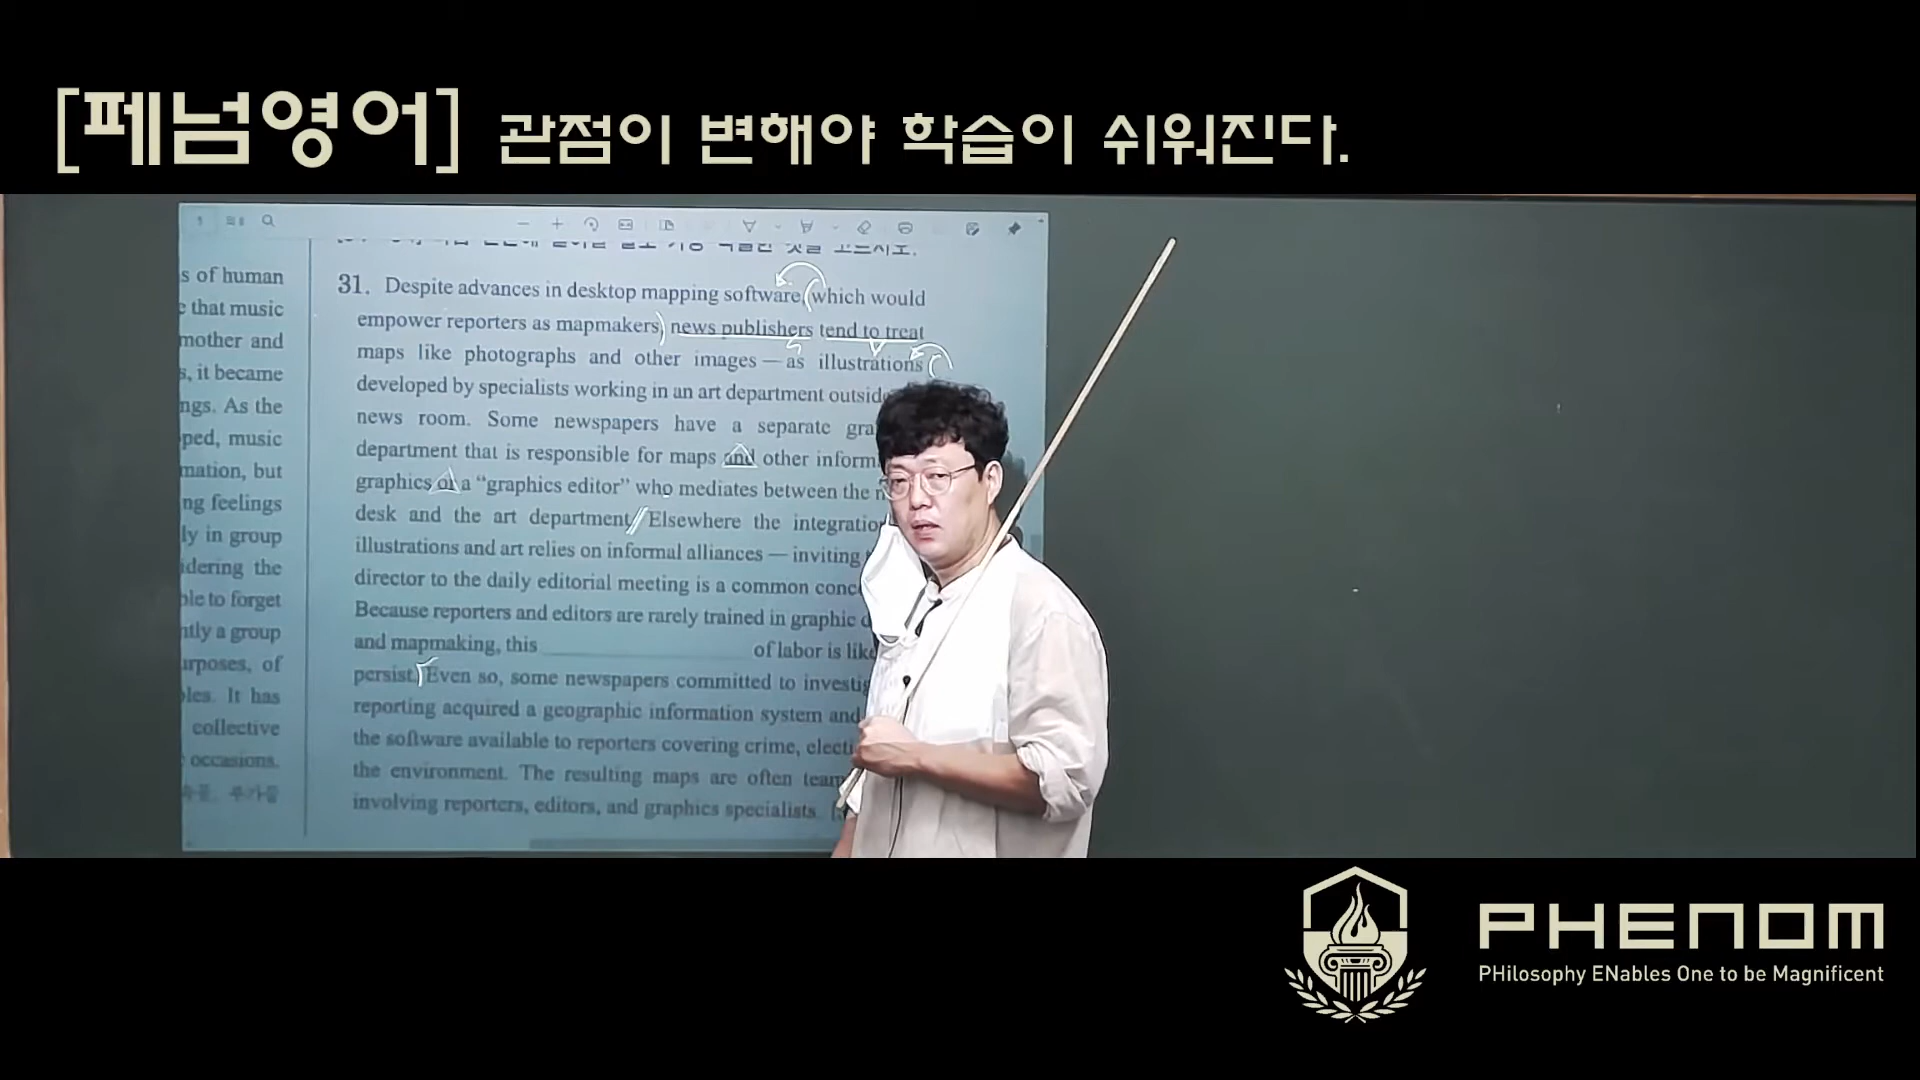 [페넘영어] 관점이 변해야 학습이 쉬워진다.
s of human
that music
mother and
s, it became
ngs. As the
ped, music
mation, but
ng feelings
ly in group
idering the
ble to forget
ntly a group
urposes, of
ples. It has
collective
occasions.
31. Despite advances in desktop mapping software, which would
empower reporters as mapmakers, news publishers tend to treat
maps like photographs and other images — as illustrations
developed by specialists working in an art department outside
news room. Some newspapers have a separate gra
department that is responsible for maps and other inform
graphics or a “graphics editor” who mediates between the n
desk and the art department. Elsewhere the integratio
illustrations and art relies on informal alliances — inviting
director to the daily editorial meeting is a common conc
Because reporters and editors are rarely trained in graphic d
and mapmaking, this of labor is like
persist. Even so, some newspapers committed to investig
reporting acquired a geographic information system and
the software available to reporters covering crime, electi
the environment. The resulting maps are often team
involving reporters, editors, and graphics specialists.
PHENOM
PHilosophy ENables One to be Magnificent